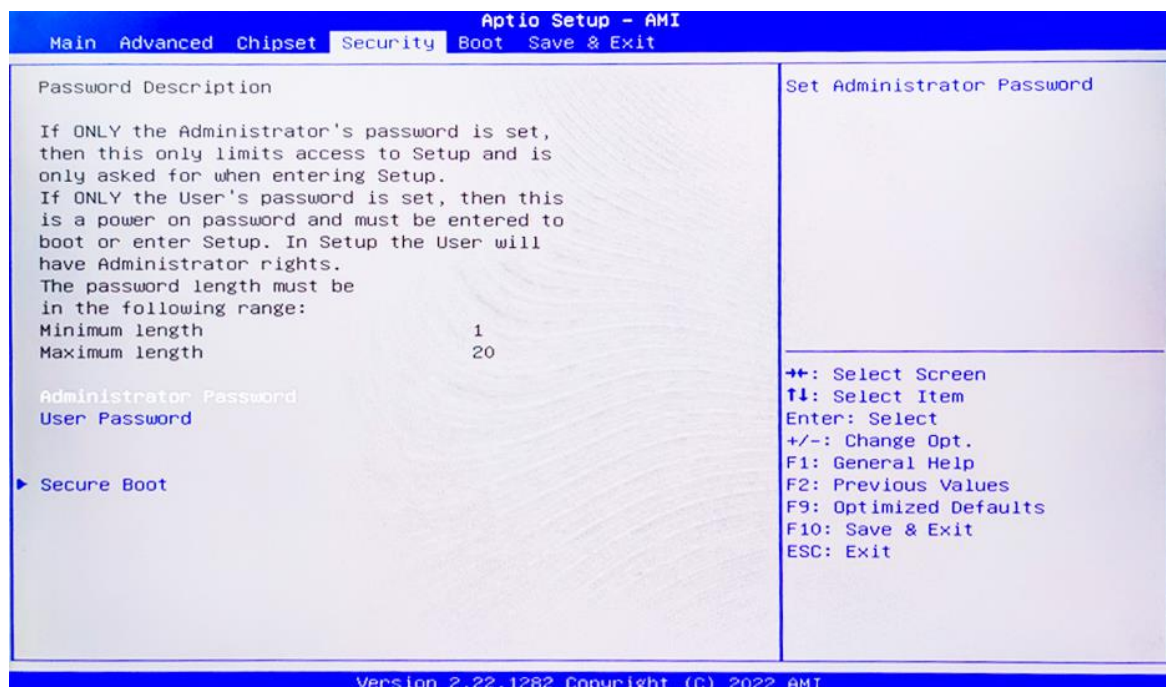 Aptio Setup - AMI
Main Advanced Chipset Security Boot Save & Exit
Password Description
If ONLY the Administrator's password is set,
then this only limits access to Setup and is
only asked for when entering Setup.
If ONLY the User's password is set, then this
is a power on password and must be entered to
boot or enter Setup. In Setup the User will
have Administrator rights.
The password length must be
in the following range:
Minimum length 1
Maximum length 20
Administrator Password
User Password
► Secure Boot
Set Administrator Password
→←: Select Screen
↑↓: Select Item
Enter: Select
+/-: Change Opt.
F1: General Help
F2: Previous Values
F9: Optimized Defaults
F10: Save & Exit
ESC: Exit
Version 2.22.1282 Copyright (C) 2022 AMI